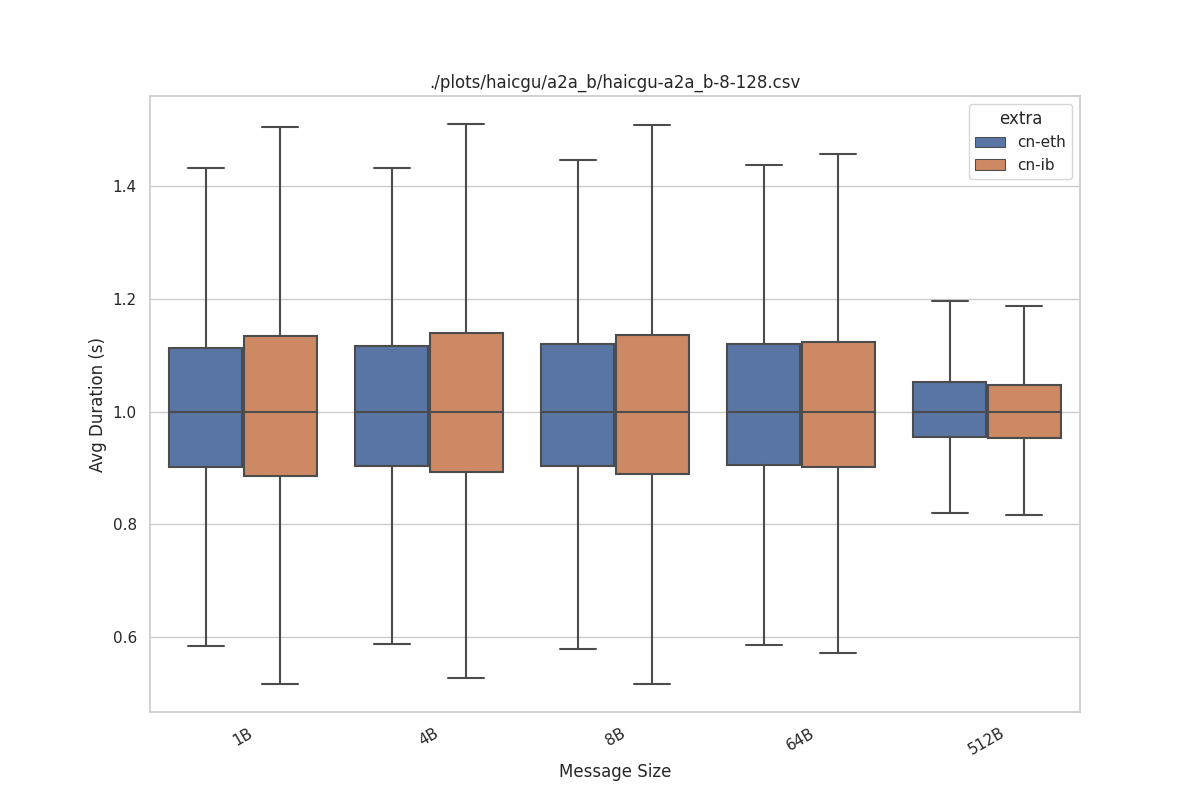 ./plots/haicgu/a2a_b/haicgu-a2a_b-8-128.csv
extra
cn-eth
cn-ib
1.4
1.2
1.0
0.8
0.6
Avg Duration (s)
1B
4B
8B
64B
512B
Message Size